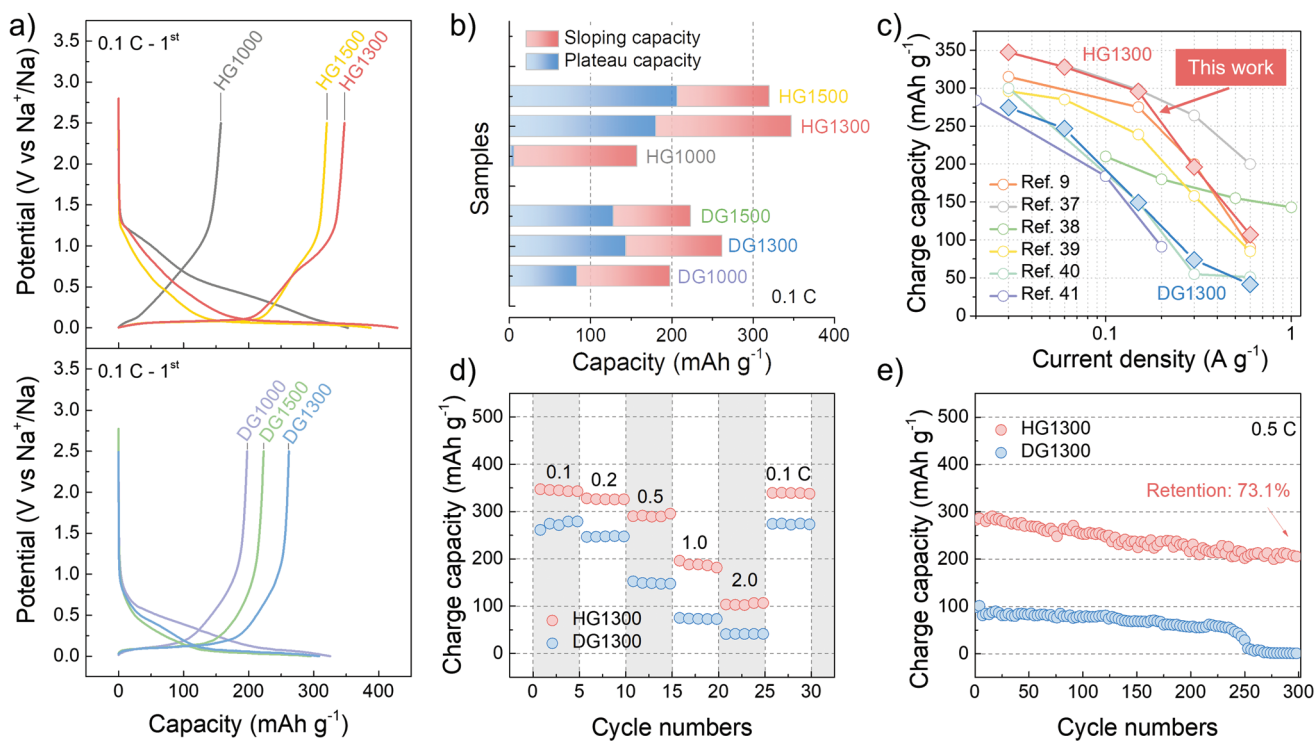 a)
0.1 C - 1st
HG1000
HG1500
HG1300
3.5
3.0
2.5
2.0
1.5
1.0
0.5
0.0
Potential (V vs Na+/Na)
0.1 C - 1st
DG1000
DG1500
DG1300
3.5
3.0
2.5
2.0
1.5
1.0
0.5
0.0
Potential (V vs Na+/Na)
0 100 200 300 400
Capacity (mAh g-1)
b)
Sloping capacity
Plateau capacity
HG1500
HG1300
HG1000
DG1500
DG1300
DG1000
0.1 C
Samples
0 100 200 300 400
Capacity (mAh g-1)
c)
HG1300
This work
350
300
250
200
150
100
50
0
Charge capacity (mAh g-1)
Ref. 9
Ref. 37
Ref. 38
Ref. 39
Ref. 40
Ref. 41
DG1300
0.1 1
Current density (A g-1)
d)
500
400
300
200
100
0
Charge capacity (mAh g-1)
0.1
0.2
0.5
1.0
2.0
0.1 C
HG1300
DG1300
0 5 10 15 20 25 30
Cycle numbers
e)
500
400
300
200
100
0
Charge capacity (mAh g-1)
HG1300
DG1300
0.5 C
Retention: 73.1%
0 50 100 150 200 250 300
Cycle numbers